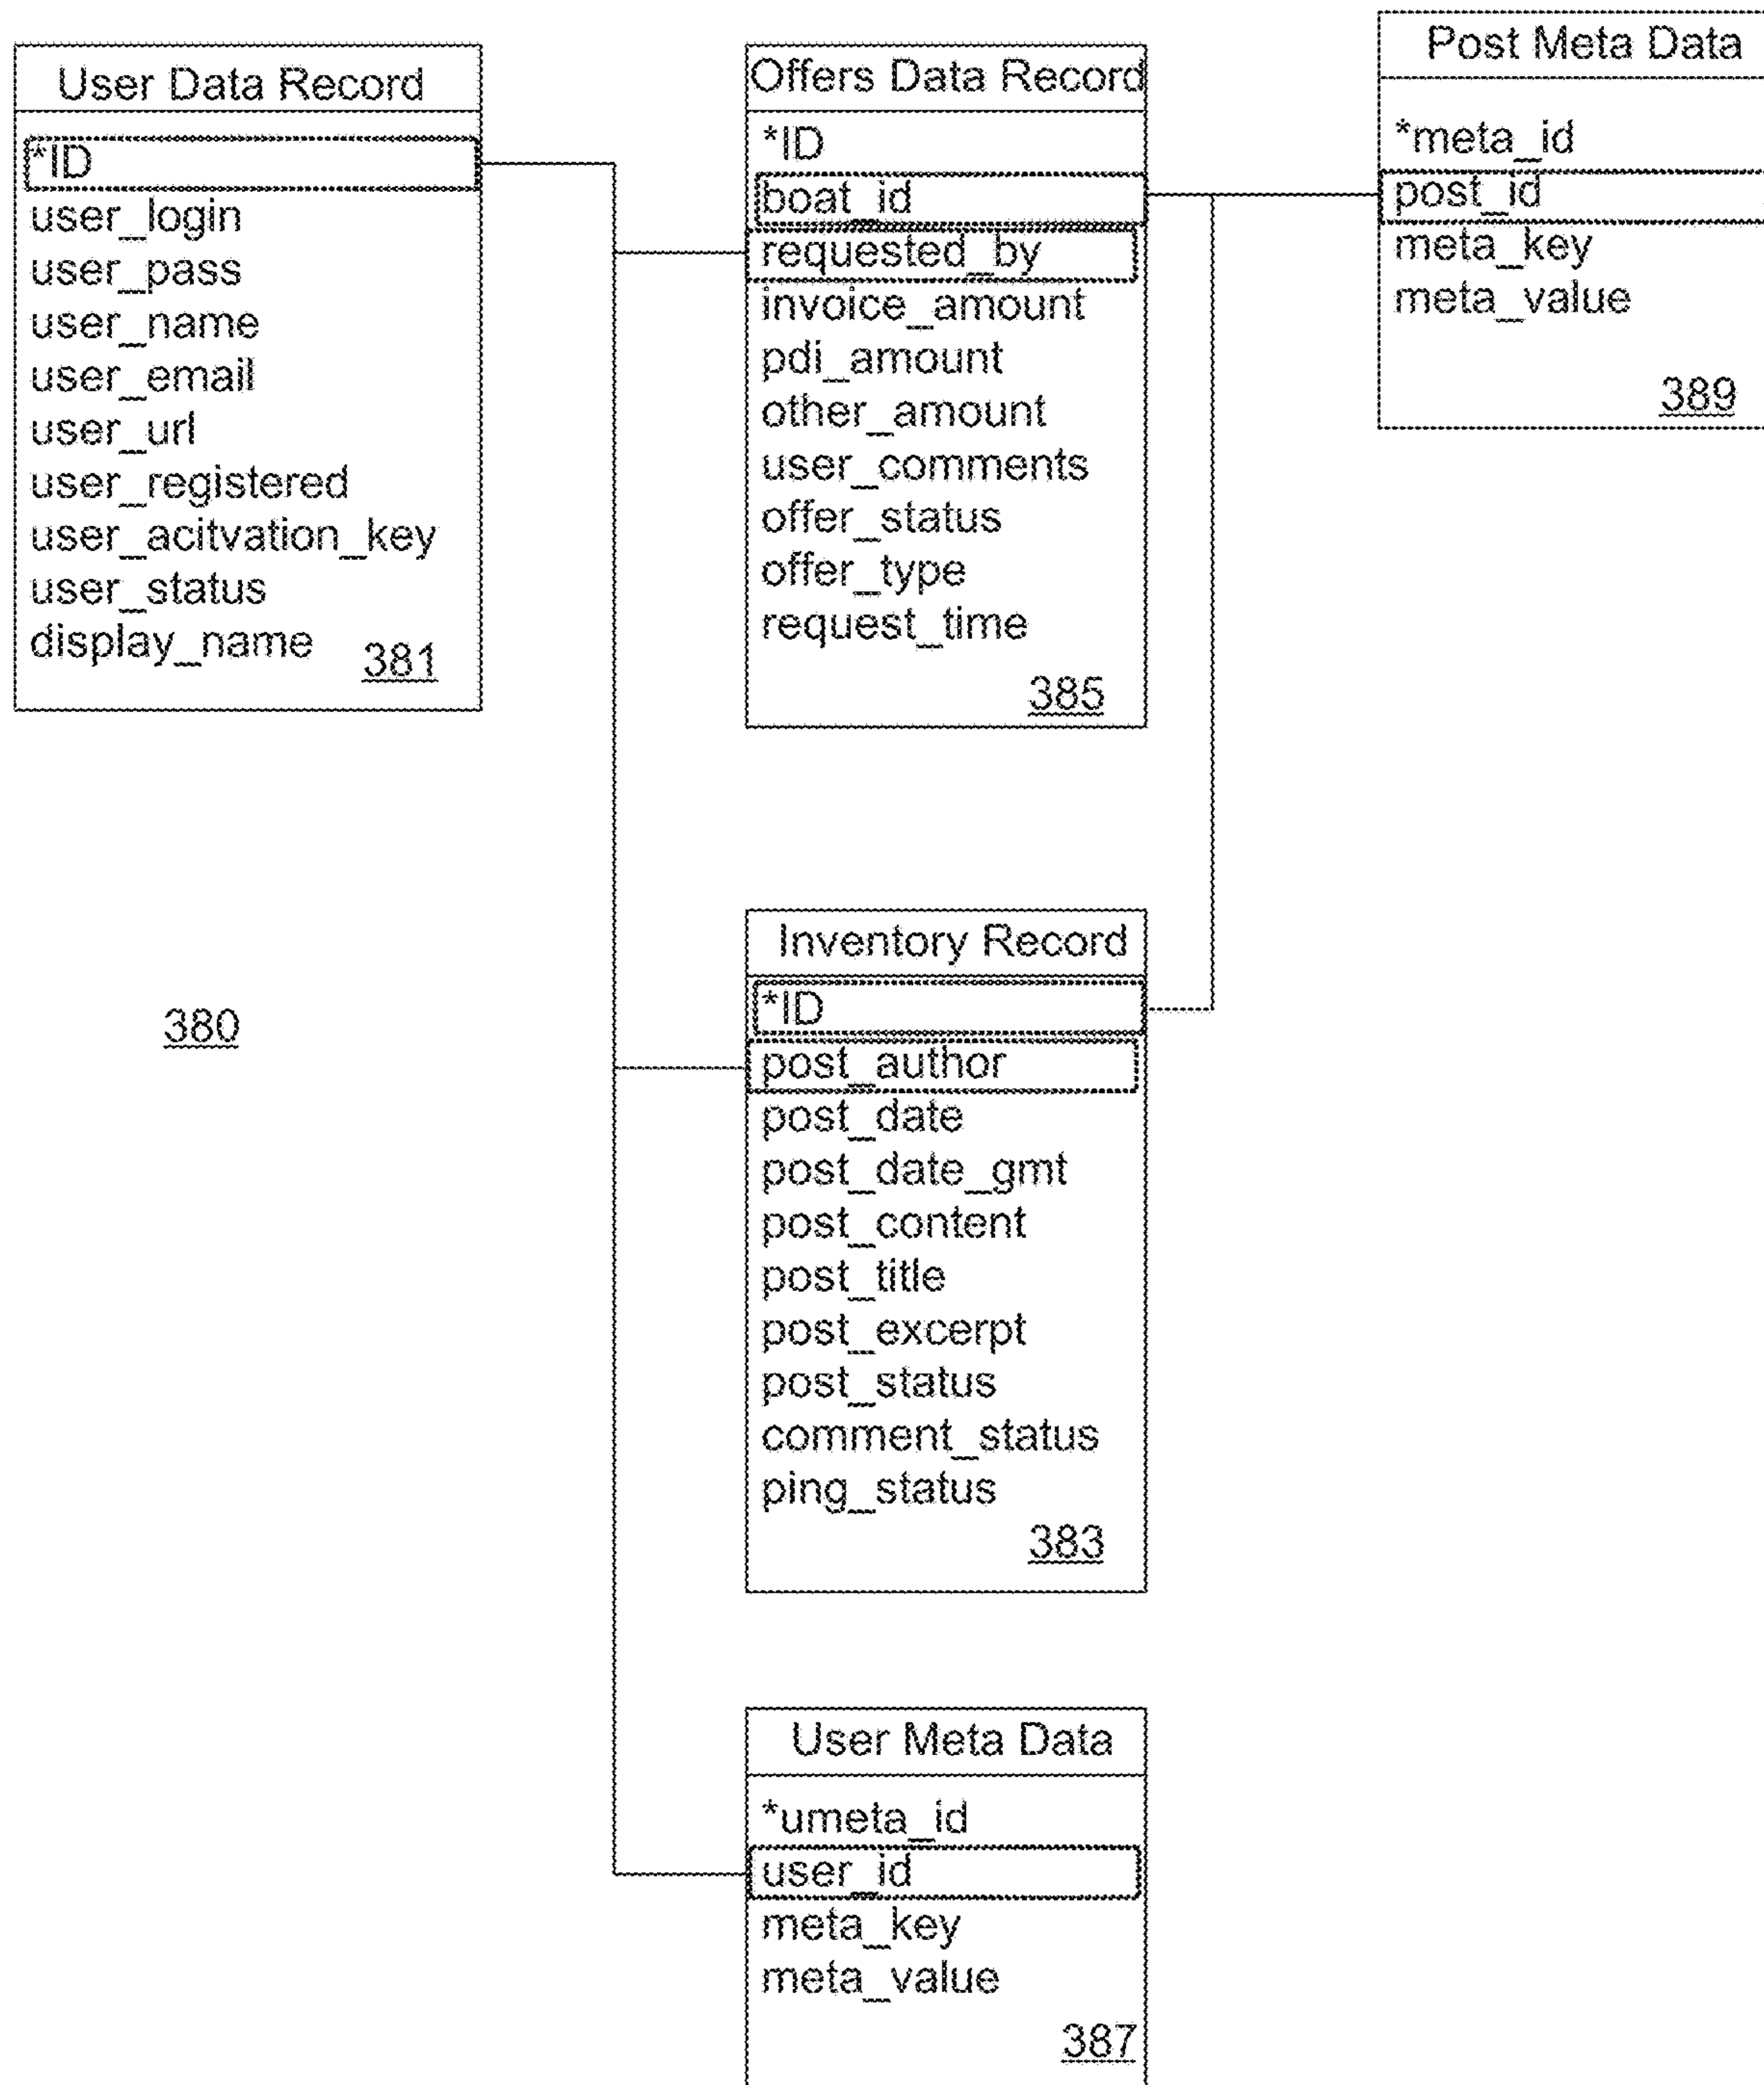 User Data Record
*ID
user_login
user_pass
user_name
user_email
user_url
user_registered
user_acitvation_key
user_status
display_name
381
Offers Data Record
*ID
boat_id
requested_by
invoice_amount
pdi_amount
other_amount
user_comments
offer_status
offer_type
request_time
385
Post Meta Data
*meta_id
post_id
meta_key
meta_value
389
380
Inventory Record
*ID
post_author
post_date
post_date_gmt
post_content
post_title
post_excerpt
post_status
comment_status
ping_status
383
User Meta Data
*umeta_id
user_id
meta_key
meta_value
387